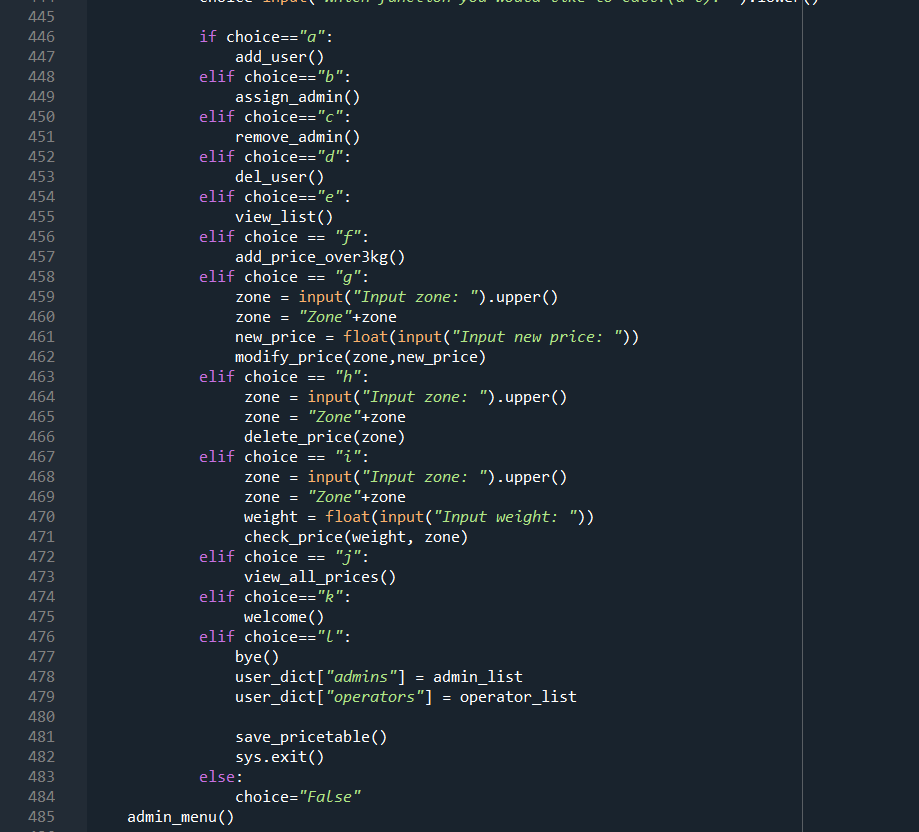 445
446 if choice=="a":
447 add_user()
448 elif choice=="b":
449 assign_admin()
450 elif choice=="c":
451 remove_admin()
452 elif choice=="d":
453 del_user()
454 elif choice=="e":
455 view_list()
456 elif choice == "f":
457 add_price_over3kg()
458 elif choice == "g":
459 zone = input("Input zone: ").upper()
460 zone = "Zone"+zone
461 new_price = float(input("Input new price: "))
462 modify_price(zone,new_price)
463 elif choice == "h":
464 zone = input("Input zone: ").upper()
465 zone = "Zone"+zone
466 delete_price(zone)
467 elif choice == "i":
468 zone = input("Input zone: ").upper()
469 zone = "Zone"+zone
470 weight = float(input("Input weight: "))
471 check_price(weight, zone)
472 elif choice == "j":
473 view_all_prices()
474 elif choice=="k":
475 welcome()
476 elif choice=="l":
477 bye()
478 user_dict["admins"] = admin_list
479 user_dict["operators"] = operator_list
480
481 save_pricetable()
482 sys.exit()
483 else:
484 choice="False"
485 admin_menu()